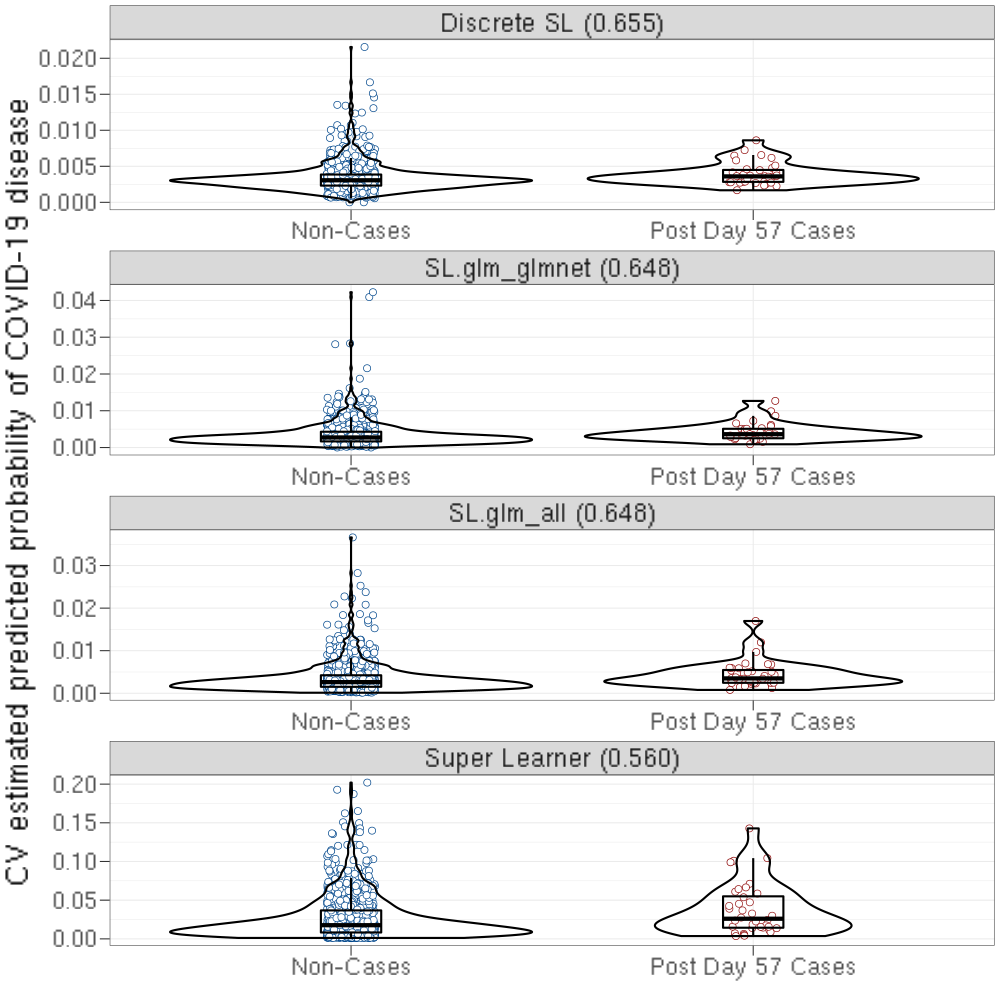 CV estimated predicted probability of COVID-19 disease
Discrete SL (0.655)
0.020
0.015
0.010
0.005
0.000
Non-Cases
Post Day 57 Cases
SL.glm_glmnet (0.648)
0.04
0.03
0.02
0.01
0.00
Non-Cases
Post Day 57 Cases
SL.glm_all (0.648)
0.03
0.02
0.01
0.00
Non-Cases
Post Day 57 Cases
Super Learner (0.560)
0.20
0.15
0.10
0.05
0.00
Non-Cases
Post Day 57 Cases